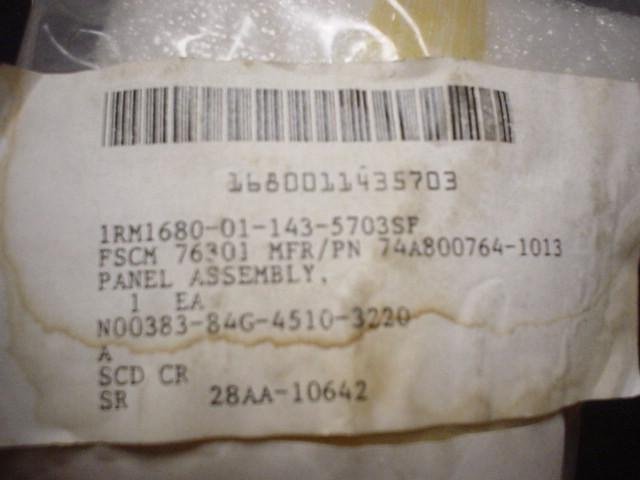 1680011435703
1RM1680-01-143-5703SF
FSCM 76301 MFR/PN 74A800764-1013
PANEL ASSEMBLY,
1 EA
N00383-84G-4510-3220
A
SCD CR
SR 28AA-10642